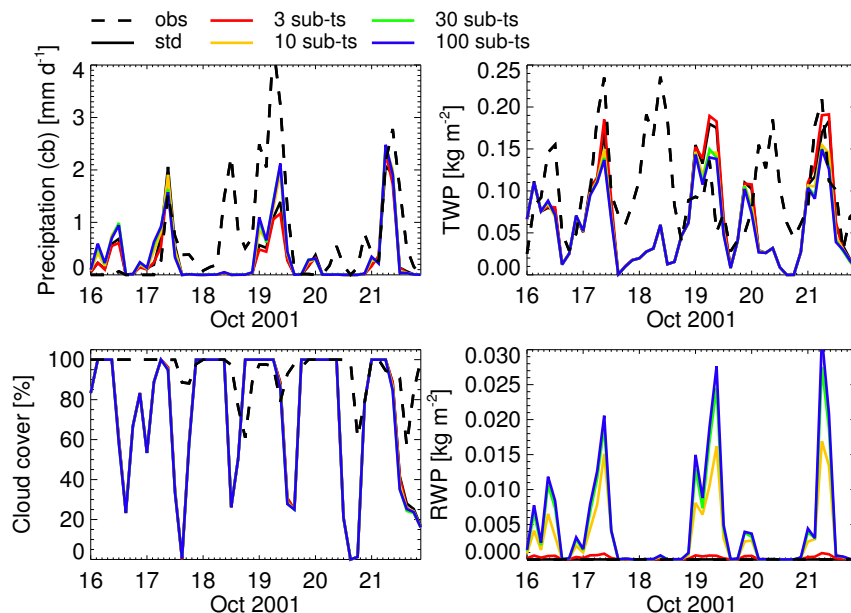 obs 3 sub-ts 30 sub-ts
std 10 sub-ts 100 sub-ts
Preciptation (cb) [mm d-1]
4
3
2
1
0
16 17 18 19 20 21
Oct 2001
TWP [kg m-2]
0.25
0.20
0.15
0.10
0.05
0.00
16 17 18 19 20 21
Oct 2001
Cloud cover [%]
100
80
60
40
20
0
16 17 18 19 20 21
Oct 2001
RWP [kg m-2]
0.030
0.025
0.020
0.015
0.010
0.005
0.000
16 17 18 19 20 21
Oct 2001